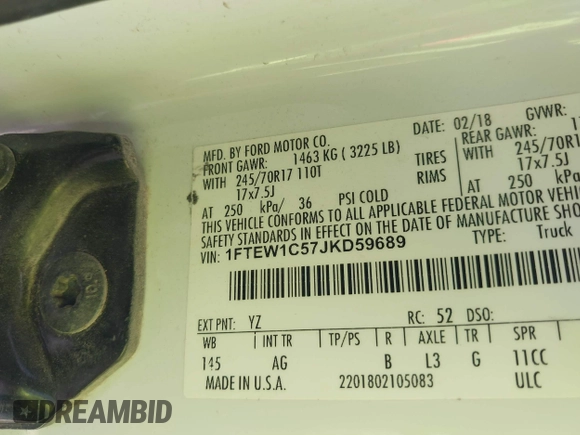 MFD. BY FORD MOTOR CO.
DATE: 02/18
GVWR:
FRONT GAWR: 1463 KG ( 3225 LB)
REAR GAWR:
WITH 245/70R17 110T
TIRES
WITH 245/70R1
17x7.5J
RIMS
17x7.5J
AT 250 kPa/ 36 PSI COLD
AT 250 kPa/
THIS VEHICLE CONFORMS TO ALL APPLICABLE FEDERAL MOTOR VEHIC
SAFETY STANDARDS IN EFFECT ON THE DATE OF MANUFACTURE SHOW
VIN: 1FTEW1C57JKD59689
TYPE: Truck
EXT PNT: YZ
RC: 52 DSO:
WB INT TR TP/PS R AXLE TR SPR
145 AG B L3 G 11CC
MADE IN U.S.A. 2201802105083 ULC
DREAMBID.COM